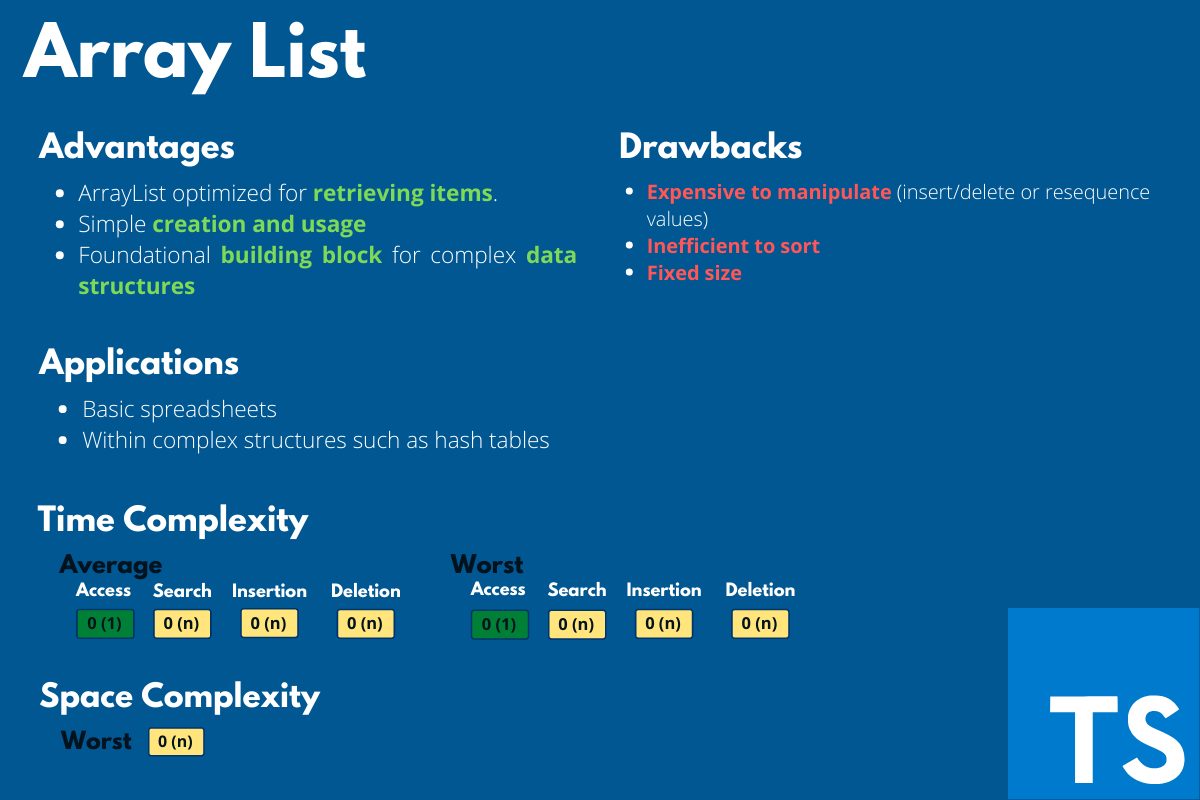 Array List
Advantages
• ArrayList optimized for retrieving items.
• Simple creation and usage
• Foundational building block for complex data
structures
Drawbacks
• Expensive to manipulate (insert/delete or resequence
values)
• Inefficient to sort
• Fixed size
Applications
• Basic spreadsheets
• Within complex structures such as hash tables
Time Complexity
Average
Access Search Insertion Deletion
0 (1) 0 (n) 0 (n) 0 (n)
Worst
Access Search Insertion Deletion
0 (1) 0 (n) 0 (n) 0 (n)
Space Complexity
Worst 0 (n)
TS